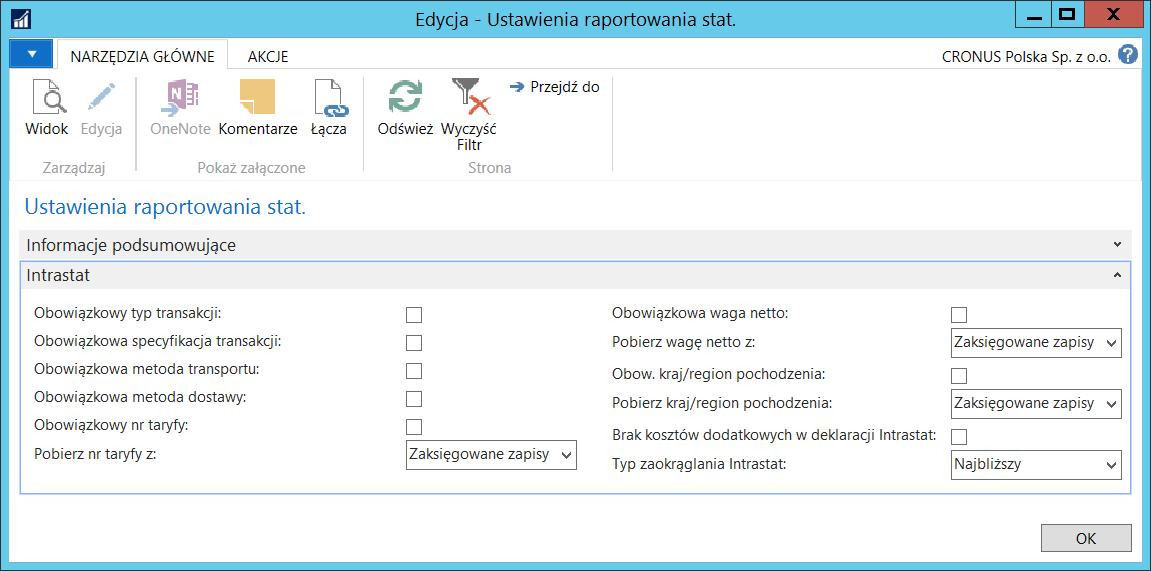 Edycja - Ustawienia raportowania stat.
NARZĘDZIA GŁÓWNE
AKCJE
CRONUS Polska Sp. z o.o.
?
Widok
Edycja
OneNote
Komentarze
Łącza
Odśwież
Wyczyść
Filtr
Przejdź do
Zarządzaj
Pokaż załączone
Strona
Ustawienia raportowania stat.
Informacje podsumowujące
Intrastat
Obowiązkowy typ transakcji:
Obowiązkowa specyfikacja transakcji:
Obowiązkowa metoda transportu:
Obowiązkowa metoda dostawy:
Obowiązkowy nr taryfy:
Pobierz nr taryfy z:
Zaksięgowane zapisy
Obowiązkowa waga netto:
Pobierz wagę netto z:
Zaksięgowane zapisy
Obow. kraj/region pochodzenia:
Pobierz kraj/region pochodzenia:
Zaksięgowane zapisy
Brak kosztów dodatkowych w deklaracji Intrastat:
Typ zaokrąglania Intrastat:
Najbliższy
OK